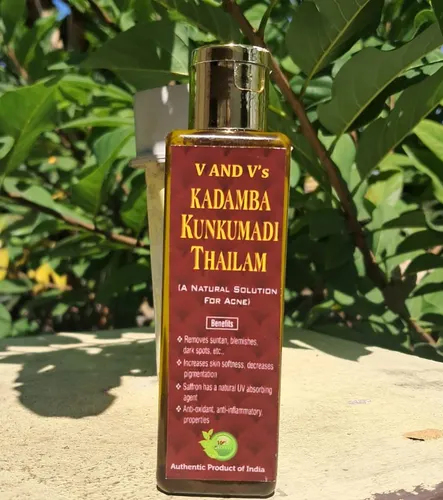 V AND V's
KADAMBA
KUNKUMADI
THAILAM
(A NATURAL SOLUTION
FOR ACNE)
Benefits
❖ Removes suntan, blemishes,
dark spots, etc.,
❖ Increases skin softness, decreases
pigmentation
❖ Saffron has a natural UV absorbing
agent
❖ Anti-oxidant, anti-inflammatory,
properties
Authentic Product of India